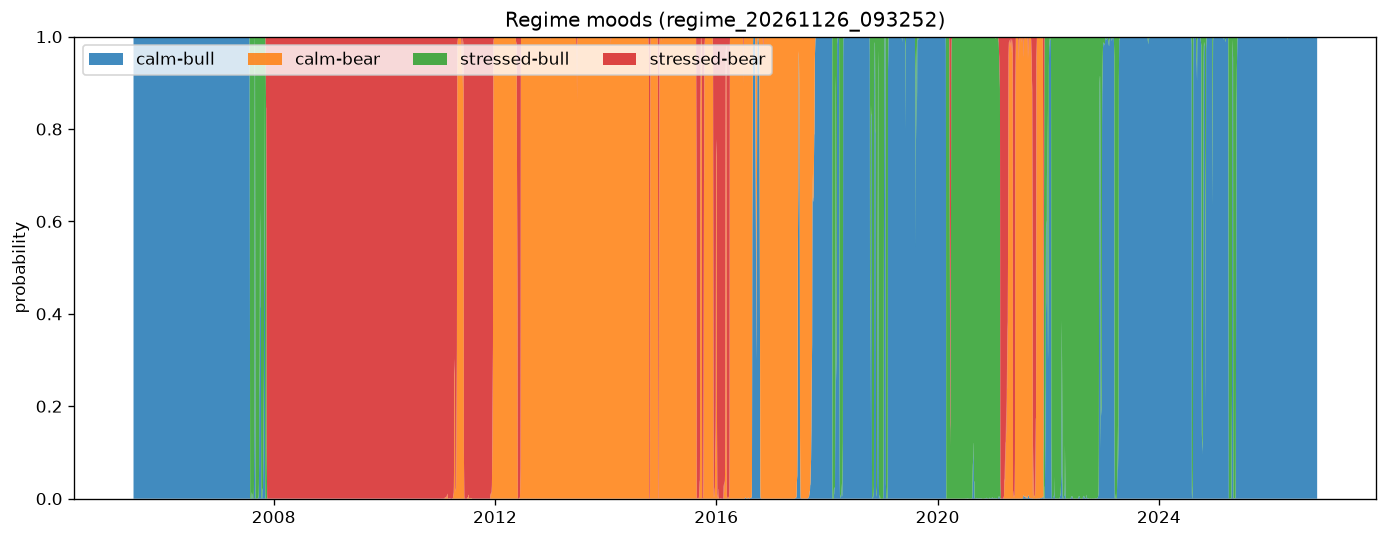 Regime moods (regime_20261126_093252)
calm-bull calm-bear stressed-bull stressed-bear
probability
1.0
0.8
0.6
0.4
0.2
0.0
2008 2012 2016 2020 2024